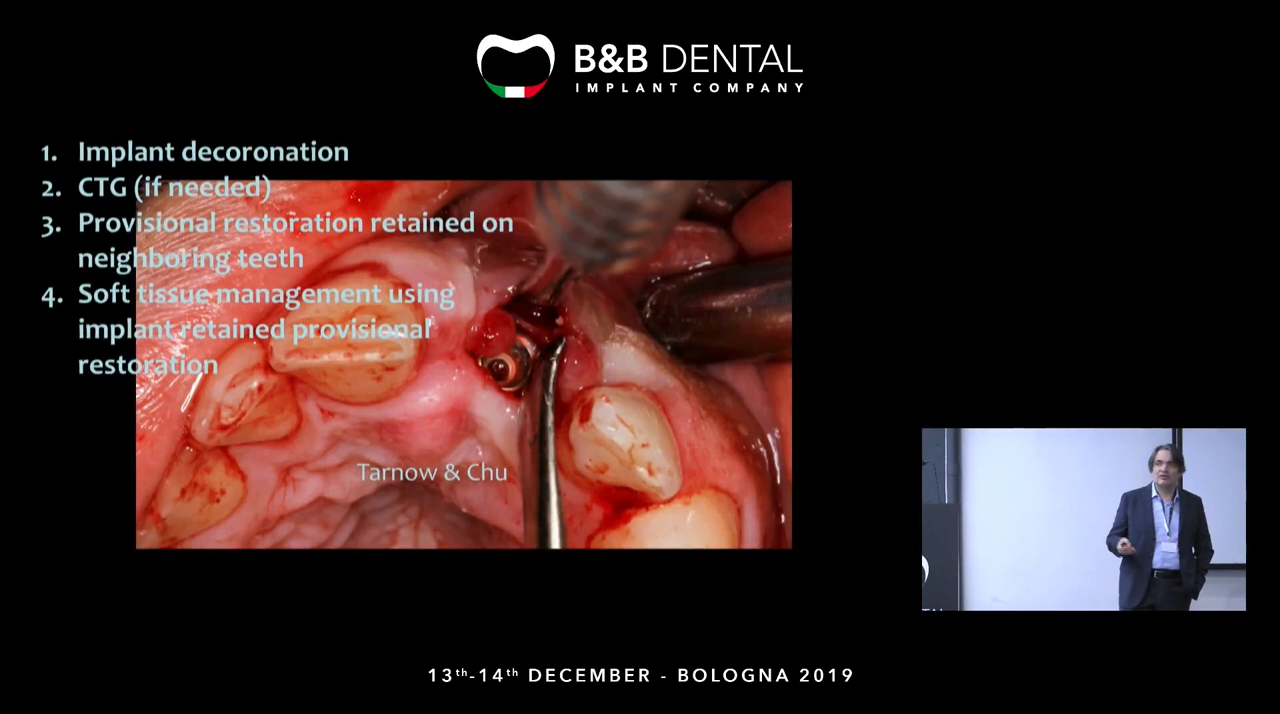 B&B DENTAL
IMPLANT COMPANY
1. Implant decoronation
2. CTG (if needed)
3. Provisional restoration retained on
neighboring teeth
4. Soft tissue management using
implant retained provisional
restoration
Tarnow & Chu
13th-14th DECEMBER - BOLOGNA 2019